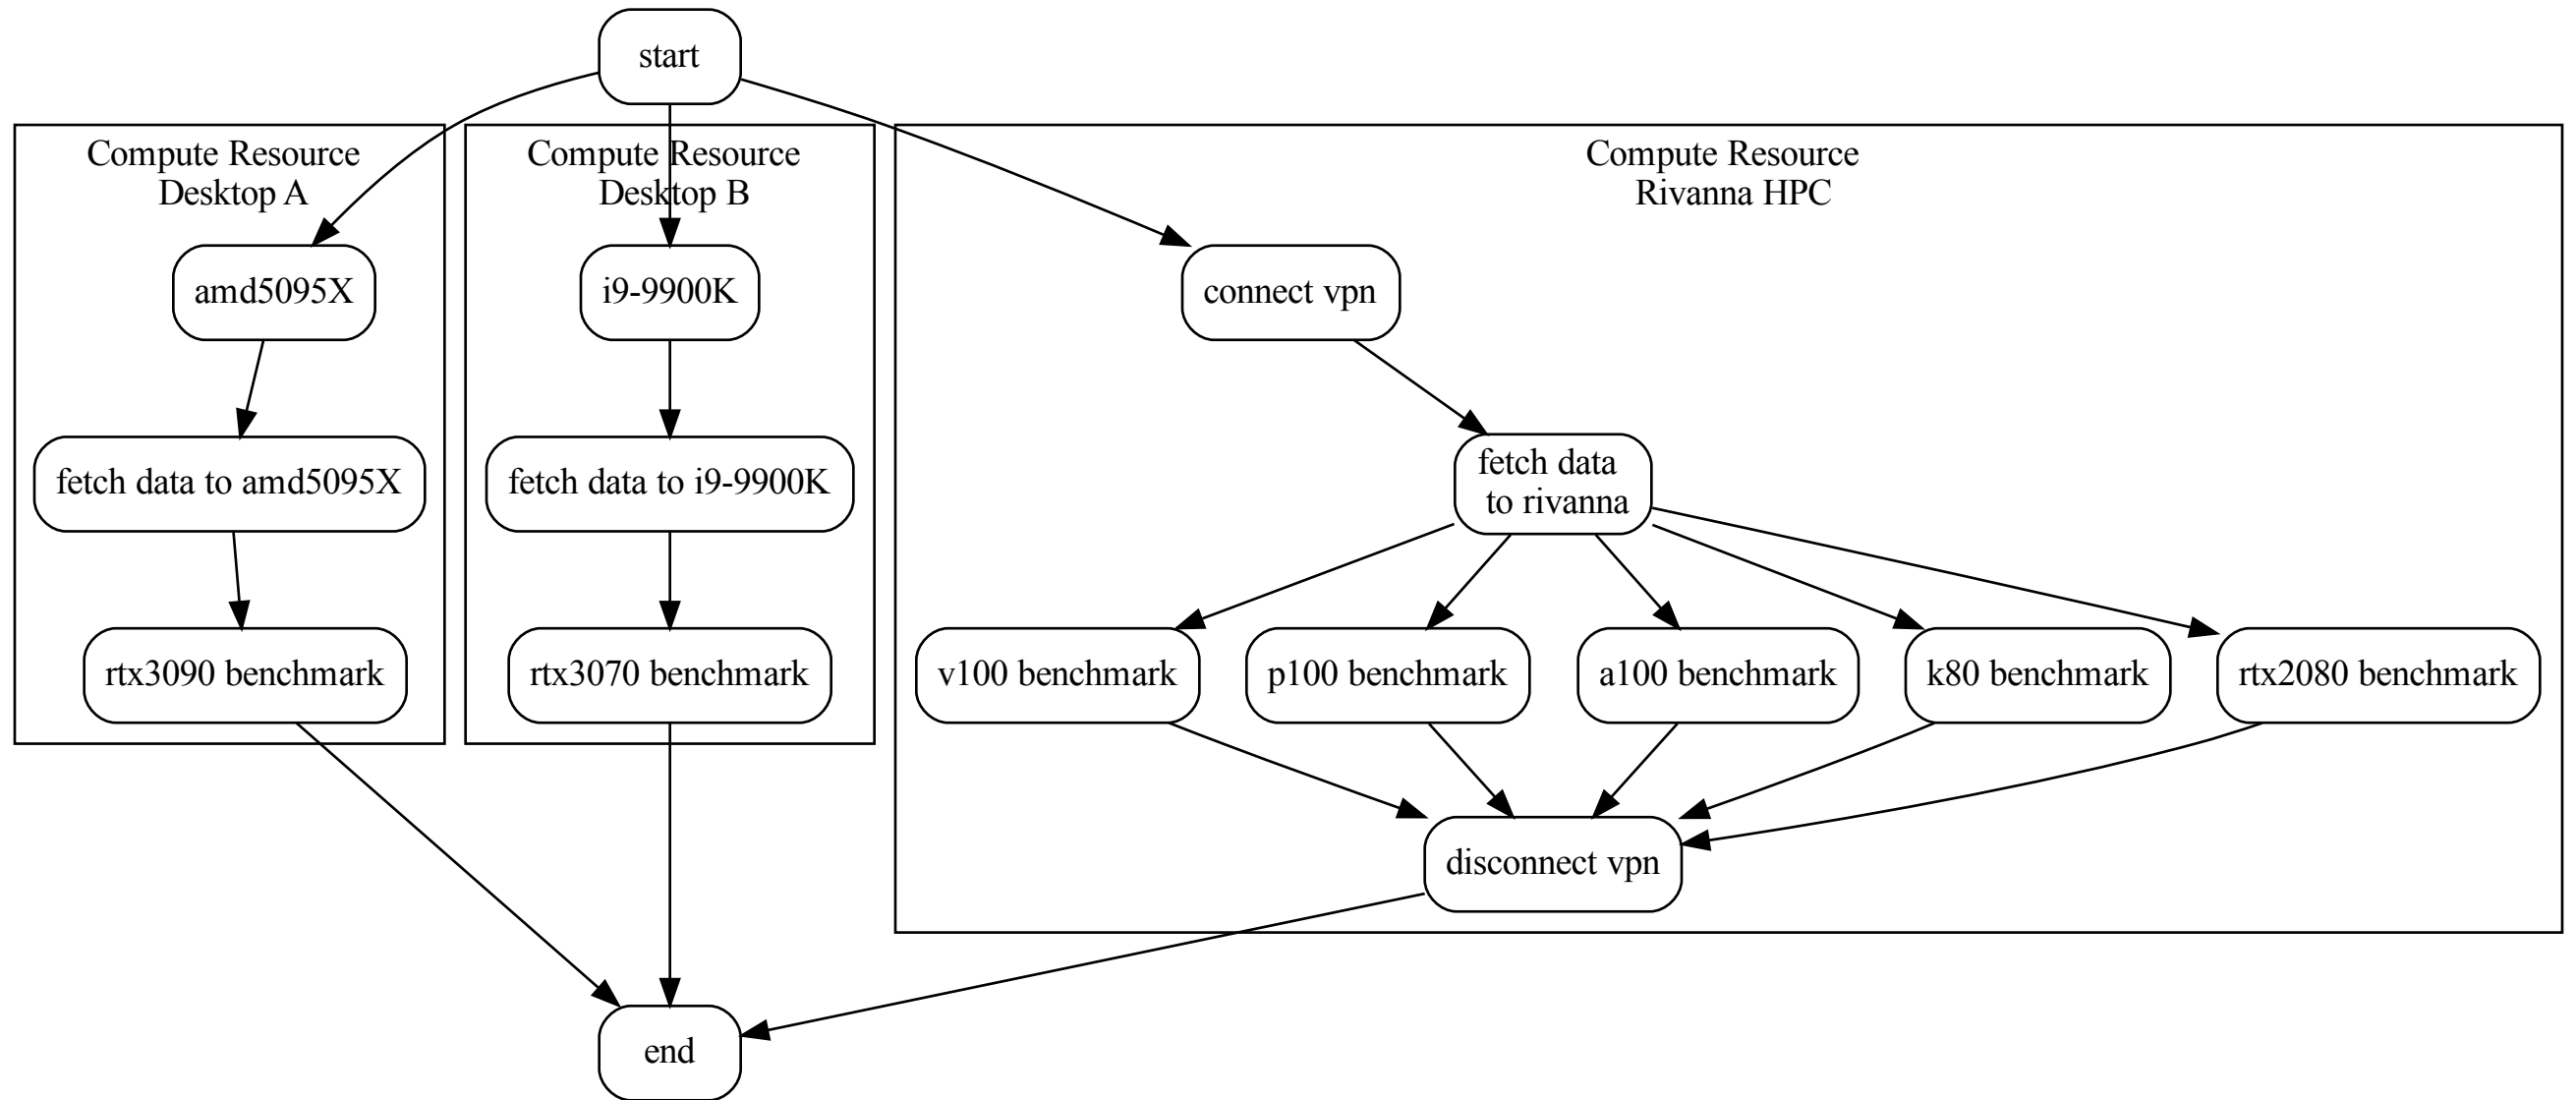 start
Compute Resource
Desktop A
Compute Resource
Desktop B
Compute Resource
Rivanna HPC
amd5095X
i9-9900K
connect vpn
fetch data to amd5095X
fetch data to i9-9900K
fetch data
to rivanna
rtx3090 benchmark
rtx3070 benchmark
v100 benchmark
p100 benchmark
a100 benchmark
k80 benchmark
rtx2080 benchmark
disconnect vpn
end